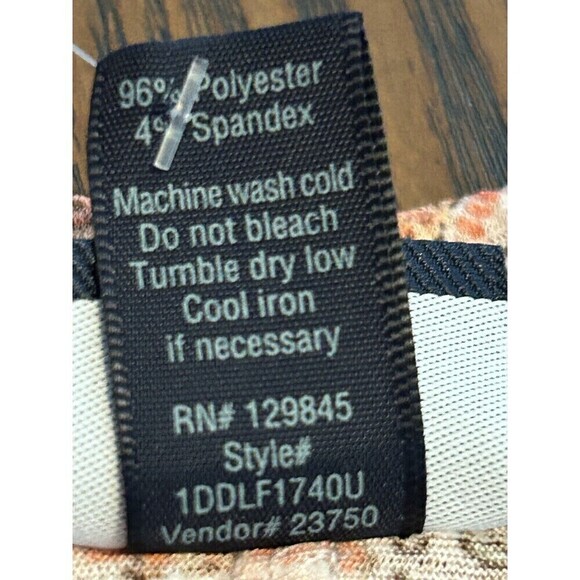 96% Polyester
4% Spandex
Machine wash cold
Do not bleach
Tumble dry low
Cool iron
if necessary
RN# 129845
Style#
1DDLF1740U
Vendor# 23750